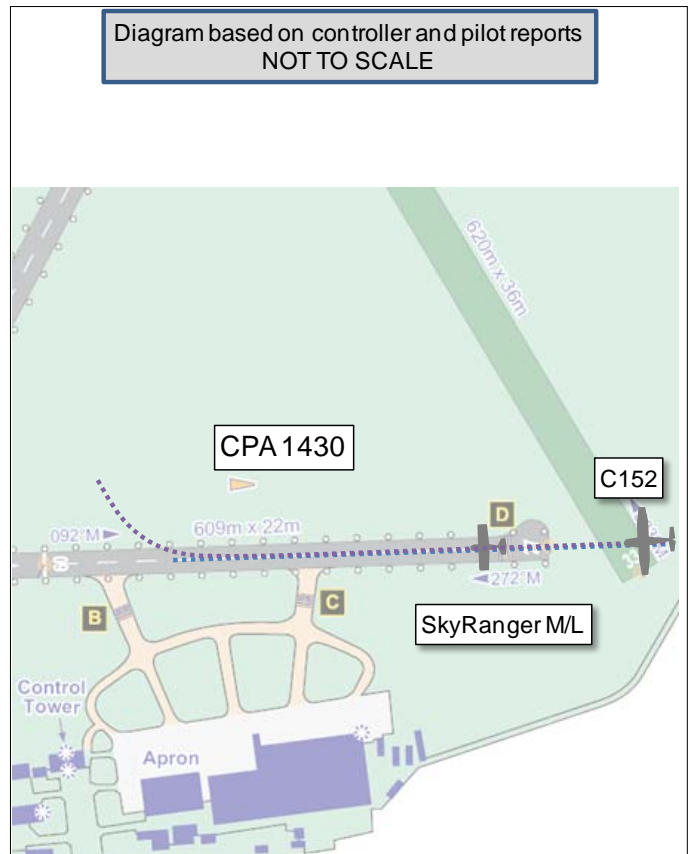 Diagram based on controller and pilot reports
NOT TO SCALE
620m x 36m
CPA 1430
C152
D
092°M
609m x 22m
272°M
B
C
SkyRanger M/L
Control
Tower
Apron